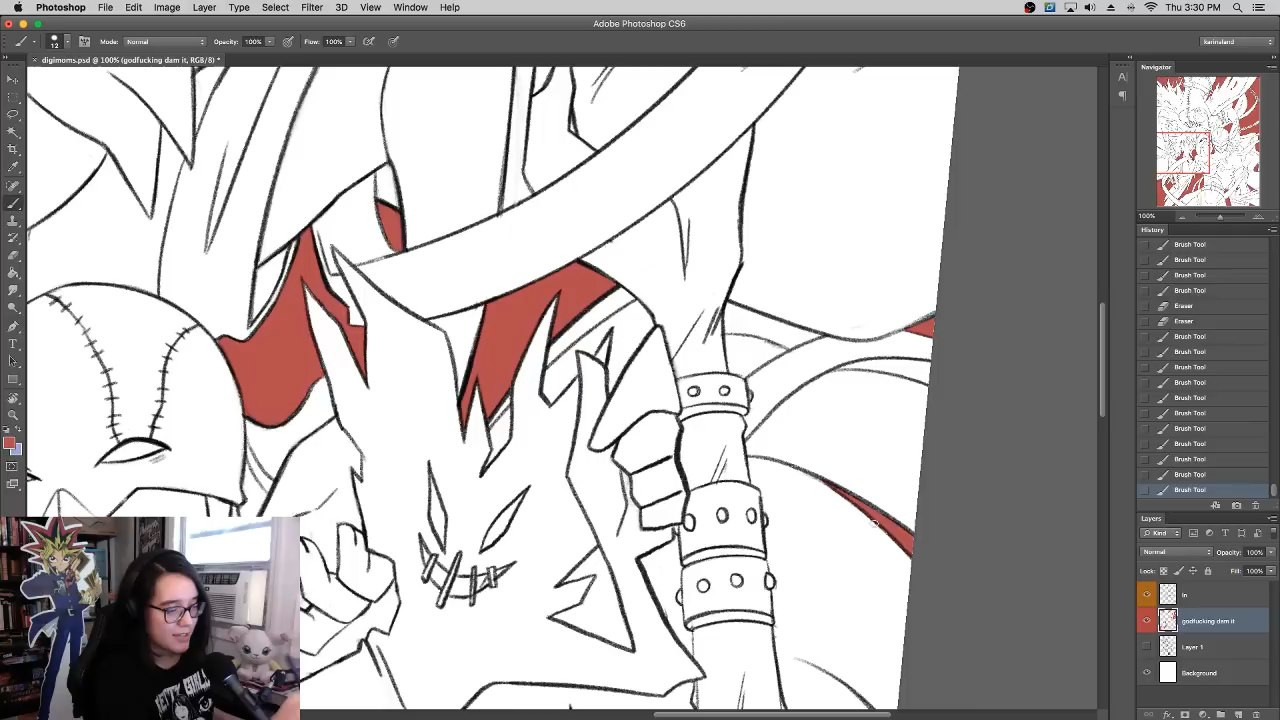 Photoshop File Edit Image Layer Type Select Filter 3D View Window Help Thu 3:30 PM
Adobe Photoshop CS6
12 Mode: Normal Opacity: 100% Flow: 100% karinaland
digimoms.psd @ 100% (godfucking dam it, RGB/8) *
Navigator
100%
History
Brush Tool
Brush Tool
Brush Tool
Brush Tool
Eraser
Eraser
Brush Tool
Brush Tool
Brush Tool
Brush Tool
Brush Tool
Brush Tool
Brush Tool
Brush Tool
Brush Tool
Brush Tool
Layers
Kind
Normal Opacity: 100%
Lock: Fill: 100%
godfucking dam it
Layer 1
Background